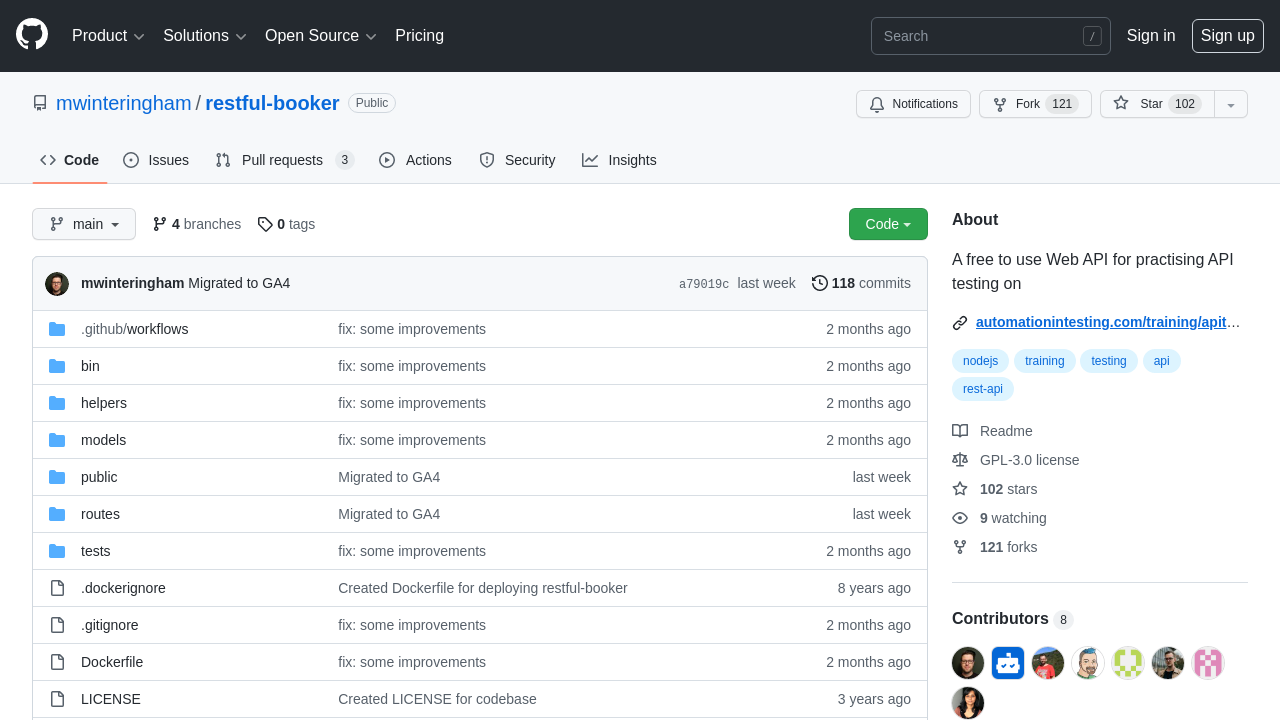 Product Solutions Open Source Pricing Search / Sign in Sign up
mwinteringham / restful-booker Public Notifications Fork 121 Star 102
Code Issues Pull requests 3 Actions Security Insights
main 4 branches 0 tags Code
mwinteringham Migrated to GA4 a79019c last week 118 commits
.github/workflows fix: some improvements 2 months ago
bin fix: some improvements 2 months ago
helpers fix: some improvements 2 months ago
models fix: some improvements 2 months ago
public Migrated to GA4 last week
routes Migrated to GA4 last week
tests fix: some improvements 2 months ago
.dockerignore Created Dockerfile for deploying restful-booker 8 years ago
.gitignore fix: some improvements 2 months ago
Dockerfile fix: some improvements 2 months ago
LICENSE Created LICENSE for codebase 3 years ago
About
A free to use Web API for practising API
testing on
automationintesting.com/training/apit…
nodejs training testing api
rest-api
Readme
GPL-3.0 license
102 stars
9 watching
121 forks
Contributors 8